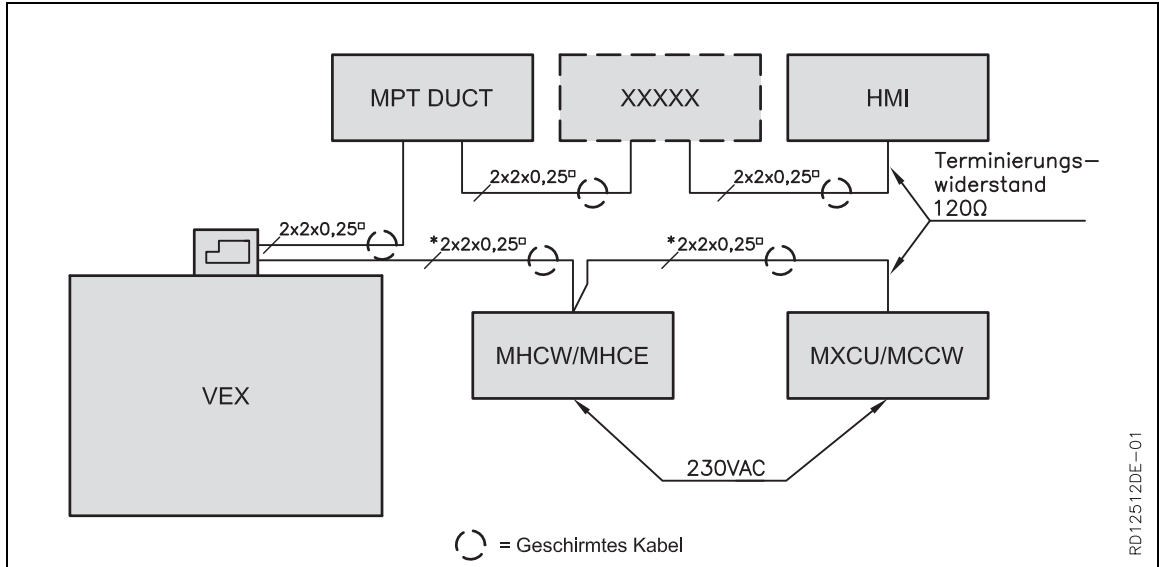 MPT DUCT
XXXXX
HMI
2x2x0,25□
2x2x0,25□
Terminierungs-
widerstand
120Ω
2x2x0,25□
*2x2x0,25□
*2x2x0,25□
VEX
MHCW/MHCE
MXCU/MCCW
230VAC
= Geschirmtes Kabel
RD12512DE-01